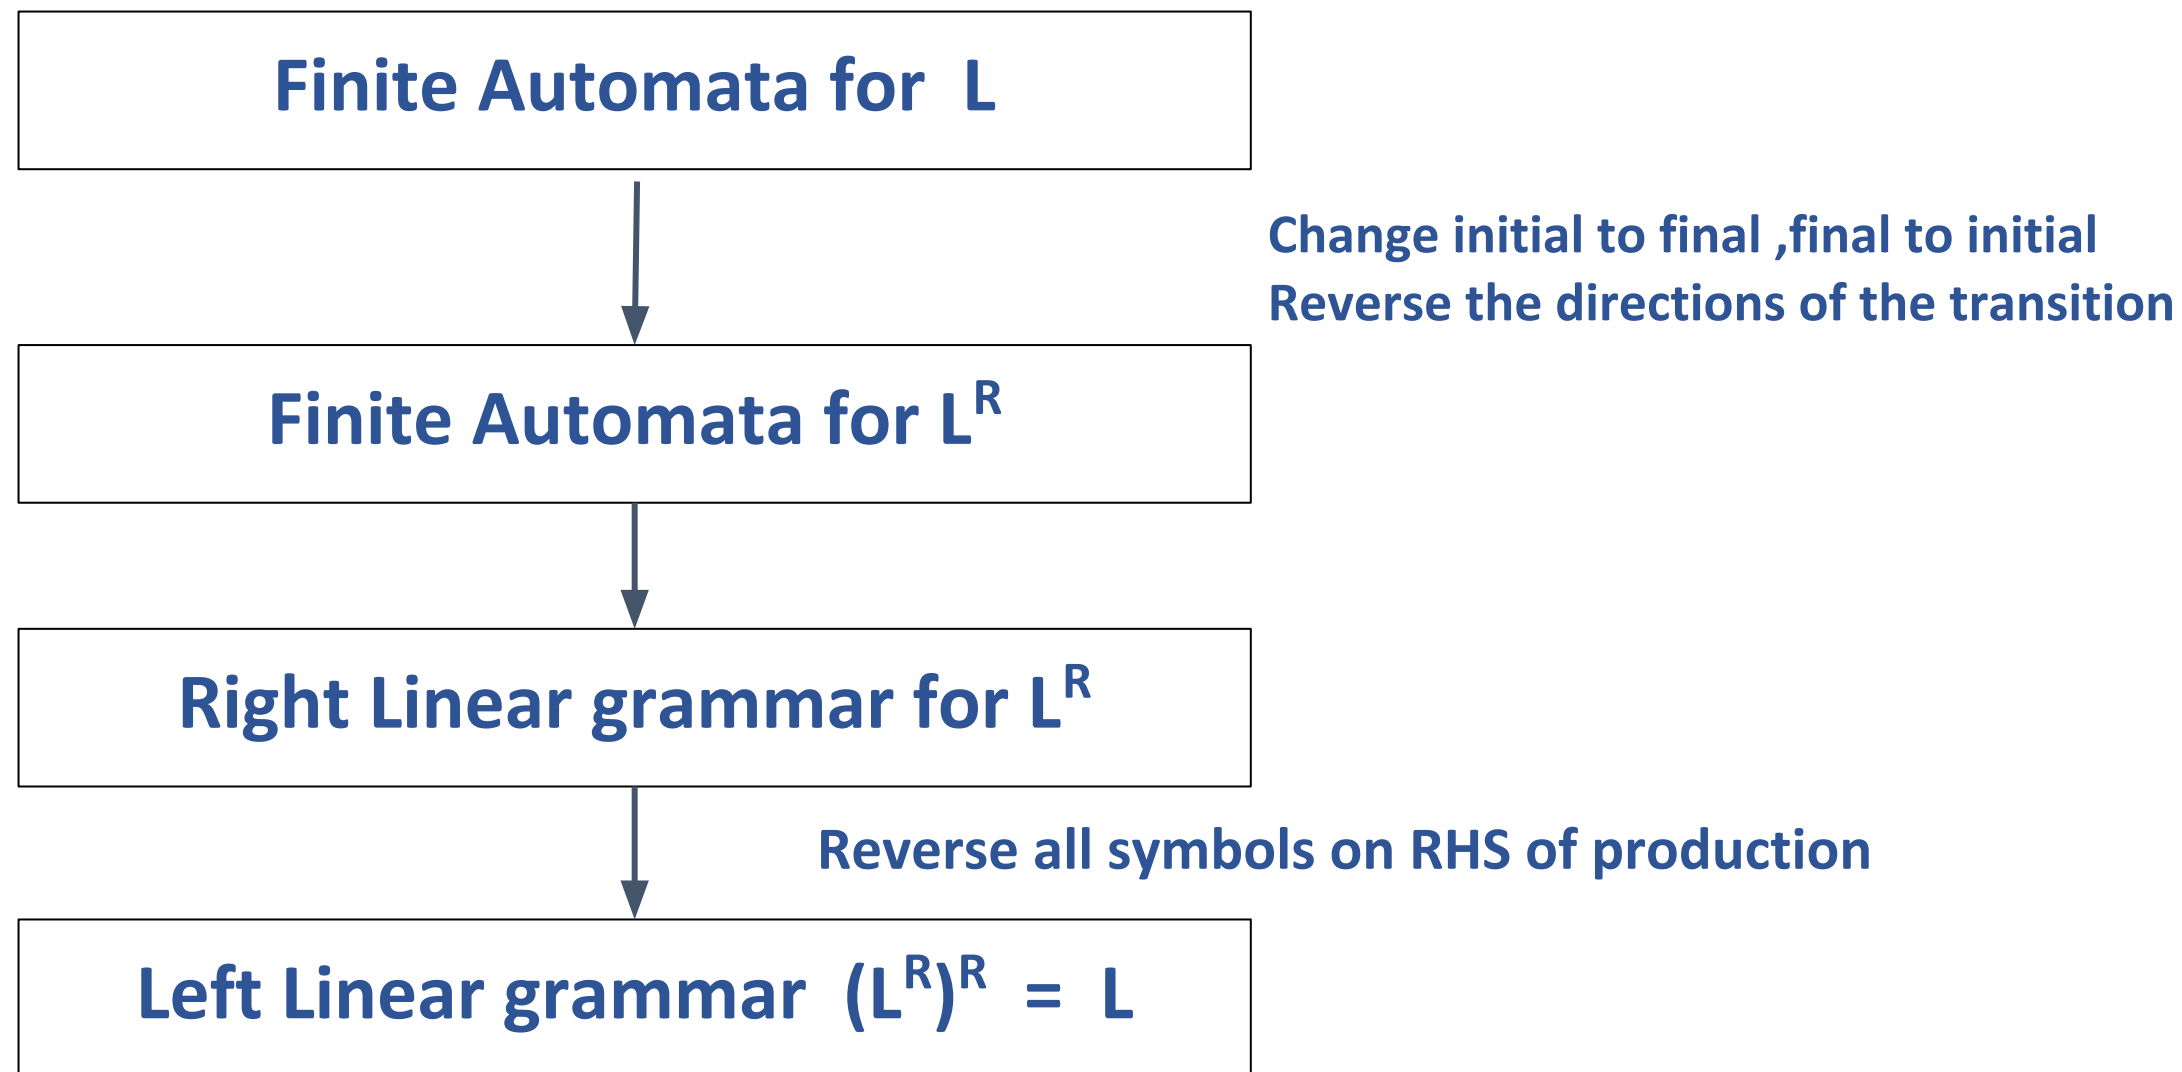 Finite Automata for  L
Change initial to final ,final to initial
Reverse the directions of the transition
Finite Automata for L^R
Right Linear grammar for L^R
Reverse all symbols on RHS of production
Left Linear grammar  (L^R)^R  =  L